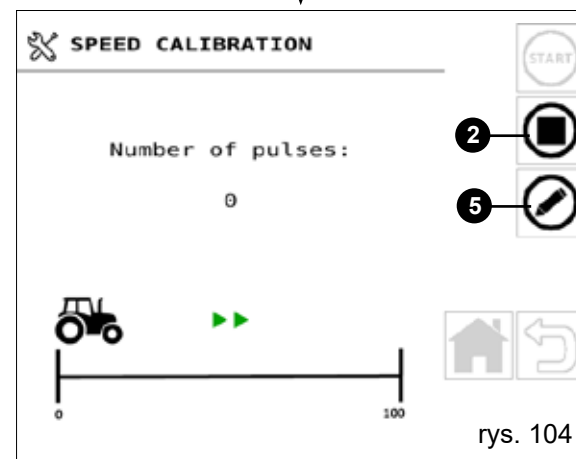 SPEED CALIBRATION
START
2
Number of pulses:
5
0
0
100
rys. 104